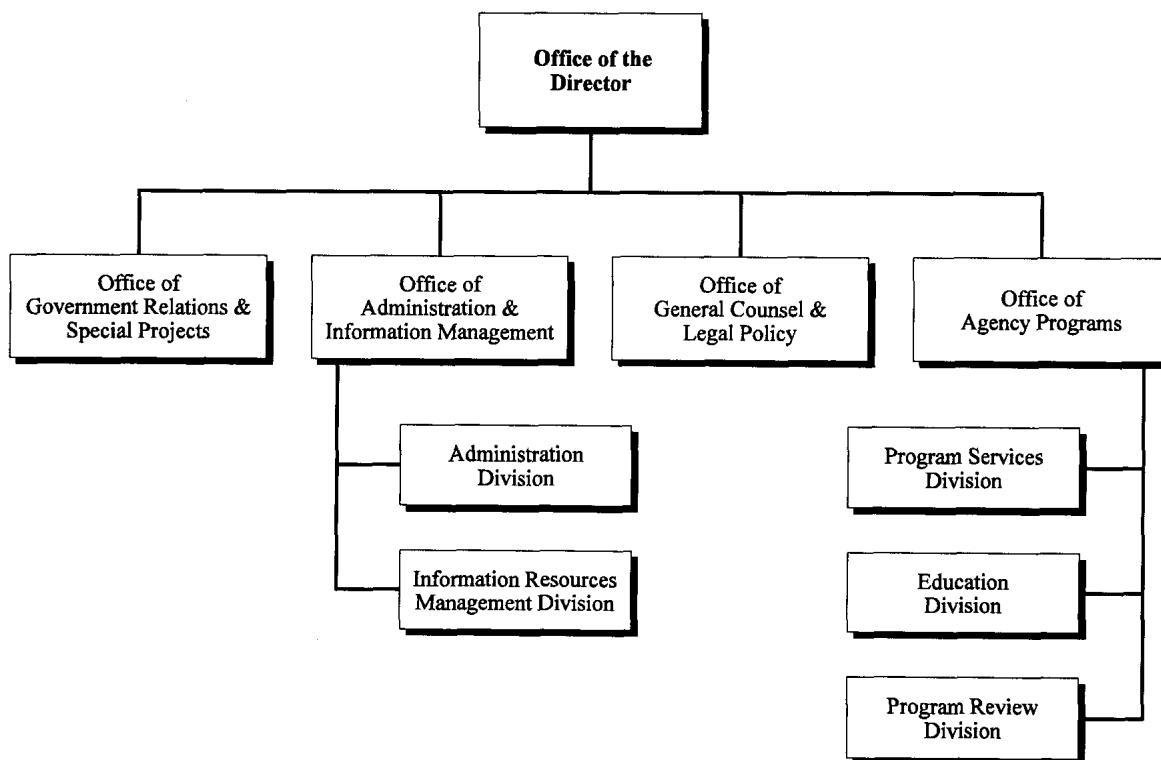 Office of the
Director
Office of
Government Relations &
Special Projects
Office of
Administration &
Information Management
Office of
General Counsel &
Legal Policy
Office of
Agency Programs
Administration
Division
Information Resources
Management Division
Program Services
Division
Education
Division
Program Review
Division